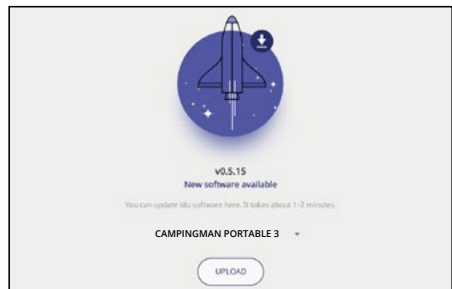 v0.5.15
New software available
You can update sku software here. It takes about 1-2 minutes.
CAMPINGMAN PORTABLE 3
UPLOAD